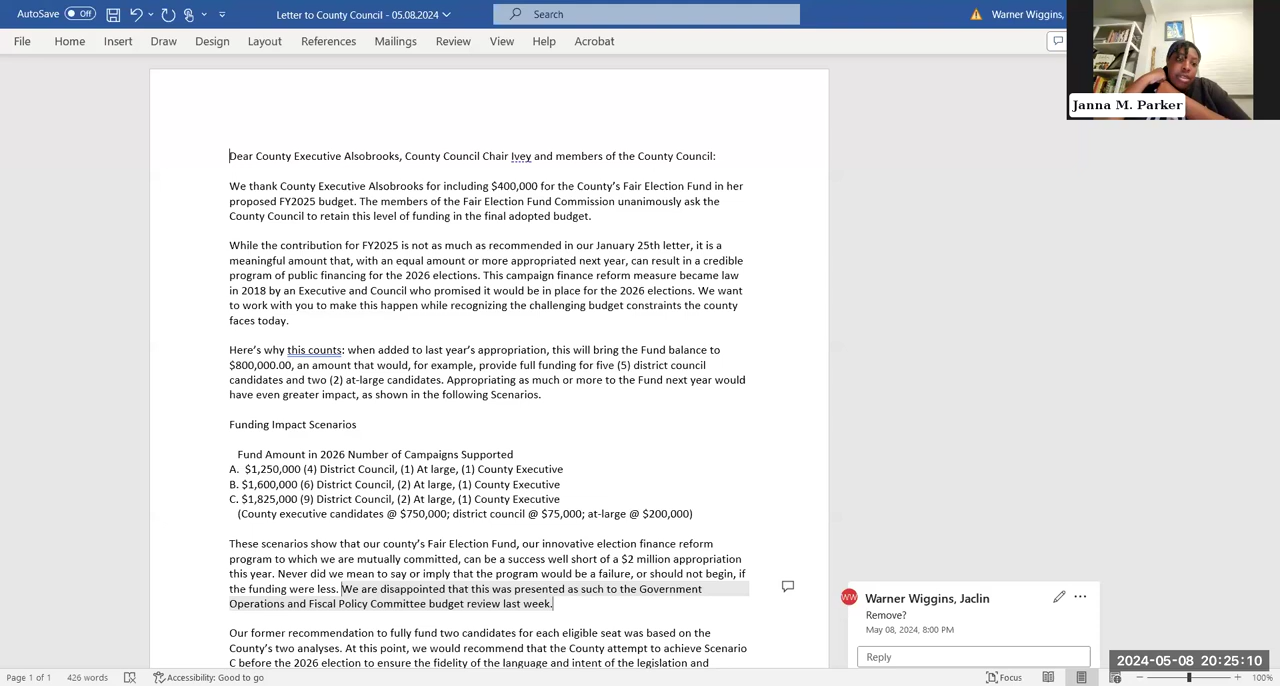 AutoSave Off Letter to County Council - 05.08.2024 Search Warner Wiggins,
File Home Insert Draw Design Layout References Mailings Review View Help Acrobat
Janna M. Parker
Dear County Executive Alsobrooks, County Council Chair Ivey and members of the County Council:
We thank County Executive Alsobrooks for including $400,000 for the County's Fair Election Fund in her
proposed FY2025 budget. The members of the Fair Election Fund Commission unanimously ask the
County Council to retain this level of funding in the final adopted budget.
While the contribution for FY2025 is not as much as recommended in our January 25th letter, it is a
meaningful amount that, with an equal amount or more appropriated next year, can result in a credible
program of public financing for the 2026 elections. This campaign finance reform measure became law
in 2018 by an Executive and Council who promised it would be in place for the 2026 elections. We want
to work with you to make this happen while recognizing the challenging budget constraints the county
faces today.
Here's why this counts: when added to last year's appropriation, this will bring the Fund balance to
$800,000.00, an amount that would, for example, provide full funding for five (5) district council
candidates and two (2) at-large candidates. Appropriating as much or more to the Fund next year would
have even greater impact, as shown in the following Scenarios.
Funding Impact Scenarios
Fund Amount in 2026 Number of Campaigns Supported
A. $1,250,000 (4) District Council, (1) At large, (1) County Executive
B. $1,600,000 (6) District Council, (2) At large, (1) County Executive
C. $1,825,000 (9) District Council, (2) At large, (1) County Executive
(County executive candidates @ $750,000; district council @ $75,000; at-large @ $200,000)
These scenarios show that our county's Fair Election Fund, our innovative election finance reform
program to which we are mutually committed, can be a success well short of a $2 million appropriation
this year. Never did we mean to say or imply that the program would be a failure, or should not begin, if
the funding were less. We are disappointed that this was presented as such to the Government
Operations and Fiscal Policy Committee budget review last week.
Our former recommendation to fully fund two candidates for each eligible seat was based on the
County's two analyses. At this point, we would recommend that the County attempt to achieve Scenario
C before the 2026 election to ensure the fidelity of the language and intent of the legislation and
WW Warner Wiggins, Jaclin
Remove?
May 08, 2024, 8:00 PM
Reply
2024-05-08 20:25:10
Page 1 of 1 426 words Accessibility: Good to go Focus 100%